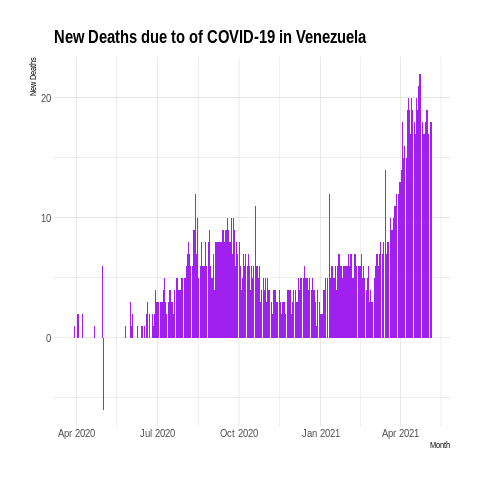 New Deaths due to of COVID-19 in Venezuela
New Deaths
20
10
0
Apr 2020
Jul 2020
Oct 2020
Jan 2021
Apr 2021
Month